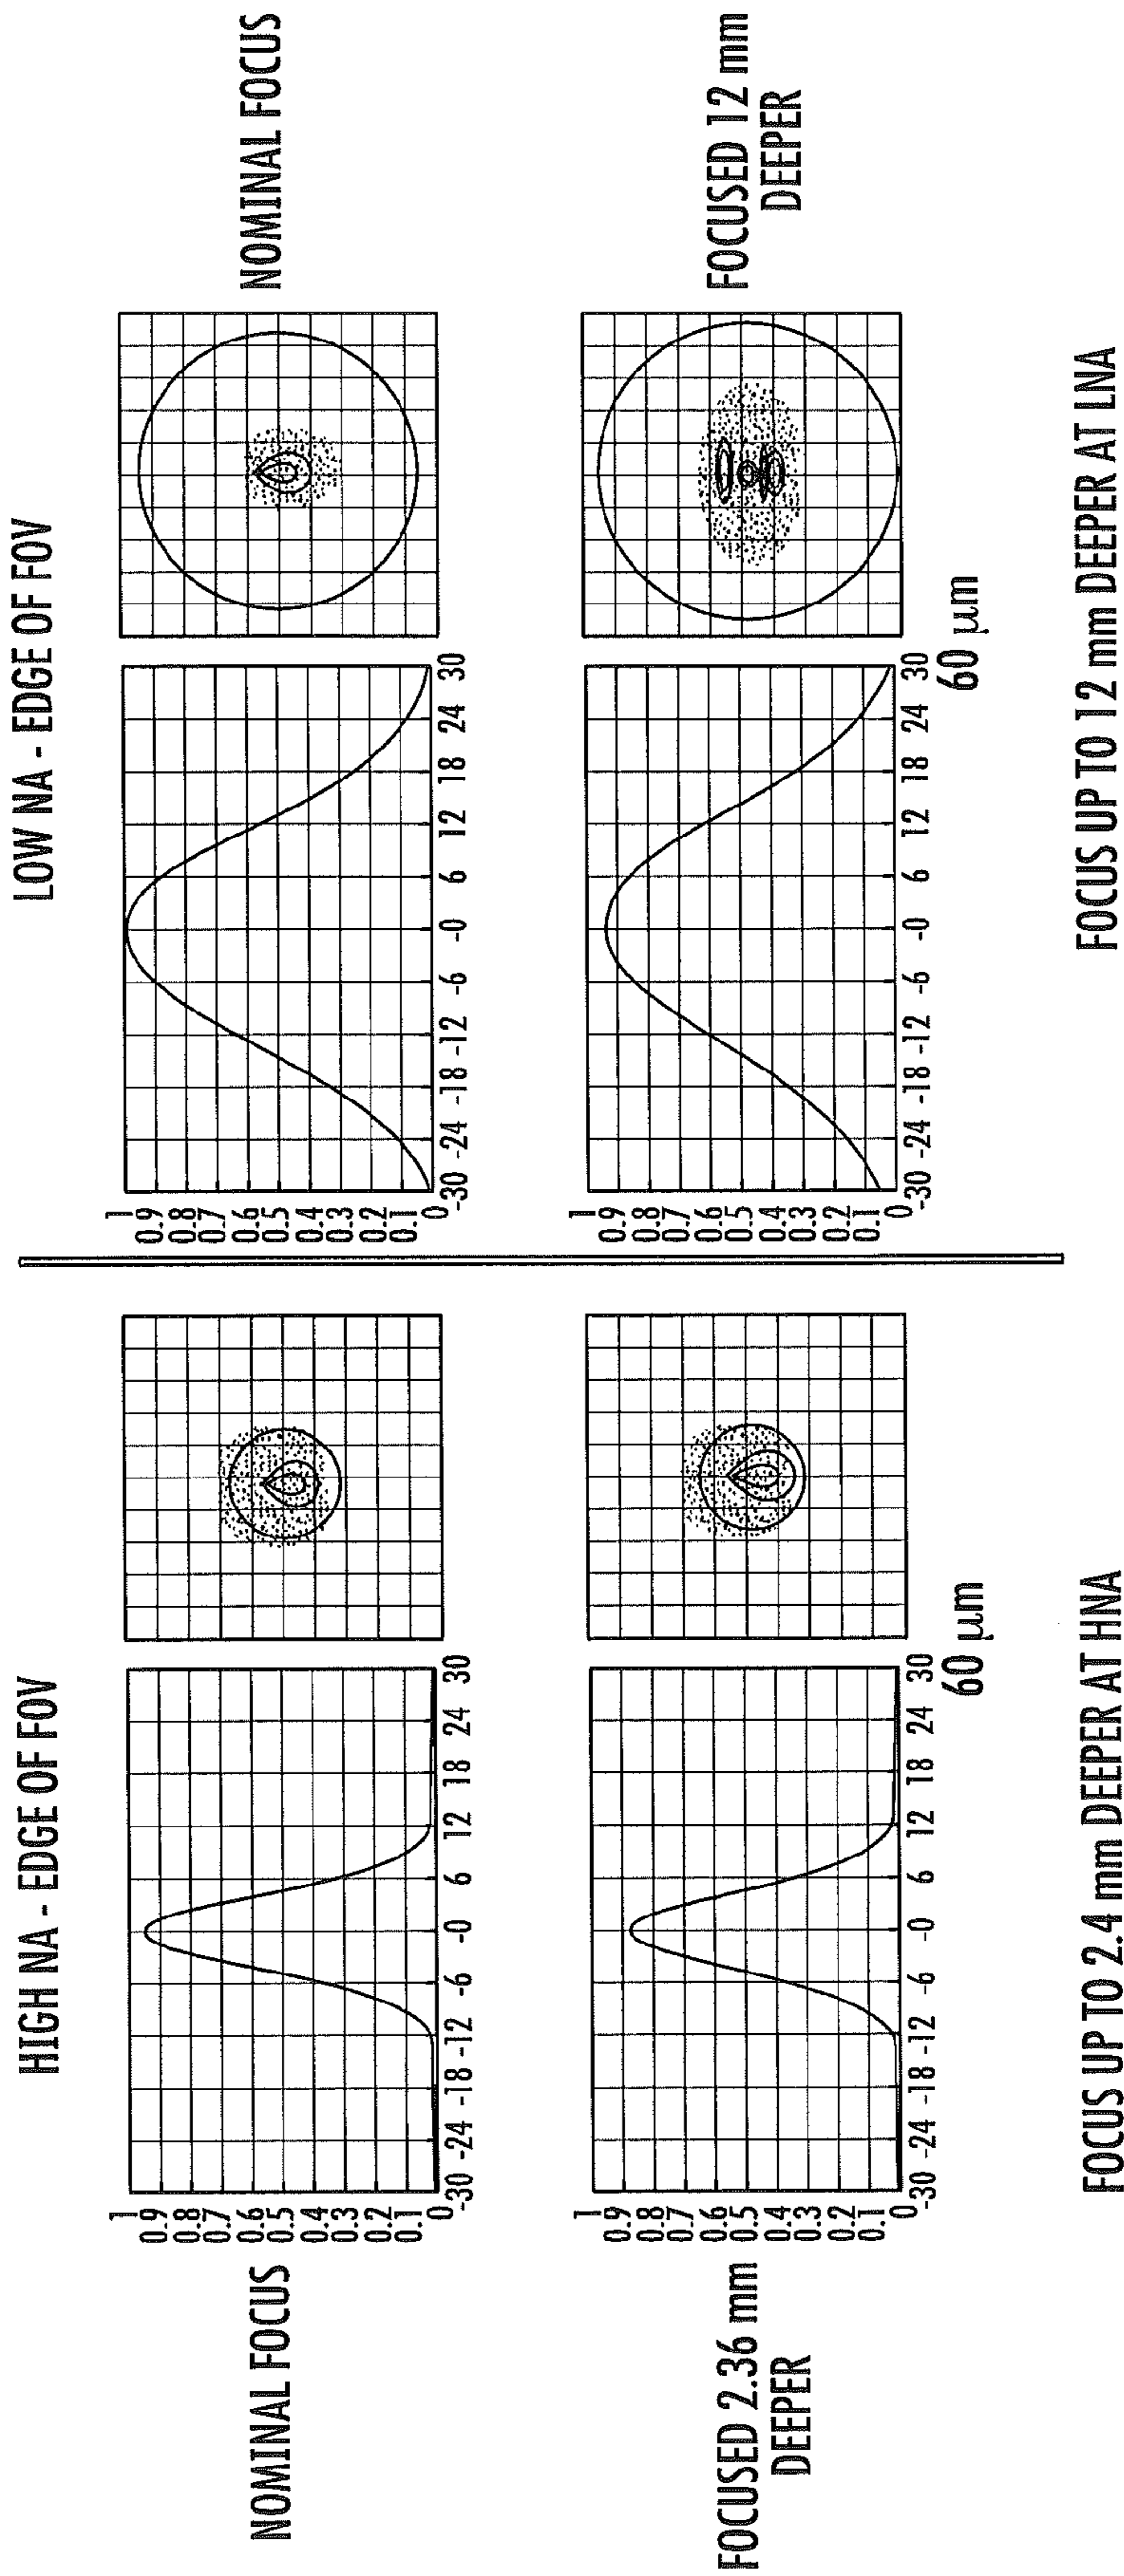 HIGH NA - EDGE OF FOV
LOW NA - EDGE OF FOV
NOMINAL FOCUS
1
0.9
0.8
0.7
0.6
0.5
0.4
0.3
0.2
0.1
0
-30 -24 -18 -12 -6 -0 6 12 18 24 30
1
0.9
0.8
0.7
0.6
0.5
0.4
0.3
0.2
0.1
0
-30 -24 -18 -12 -6 -0 6 12 18 24 30
NOMINAL FOCUS
FOCUSED 2.36 mm
DEEPER
1
0.9
0.8
0.7
0.6
0.5
0.4
0.3
0.2
0.1
0
-30 -24 -18 -12 -6 -0 6 12 18 24 30
60 μm
1
0.9
0.8
0.7
0.6
0.5
0.4
0.3
0.2
0.1
0
-30 -24 -18 -12 -6 -0 6 12 18 24 30
60 μm
FOCUSED 12 mm
DEEPER
FOCUS UP TO 2.4 mm DEEPER AT HNA
FOCUS UP TO 12 mm DEEPER AT LNA